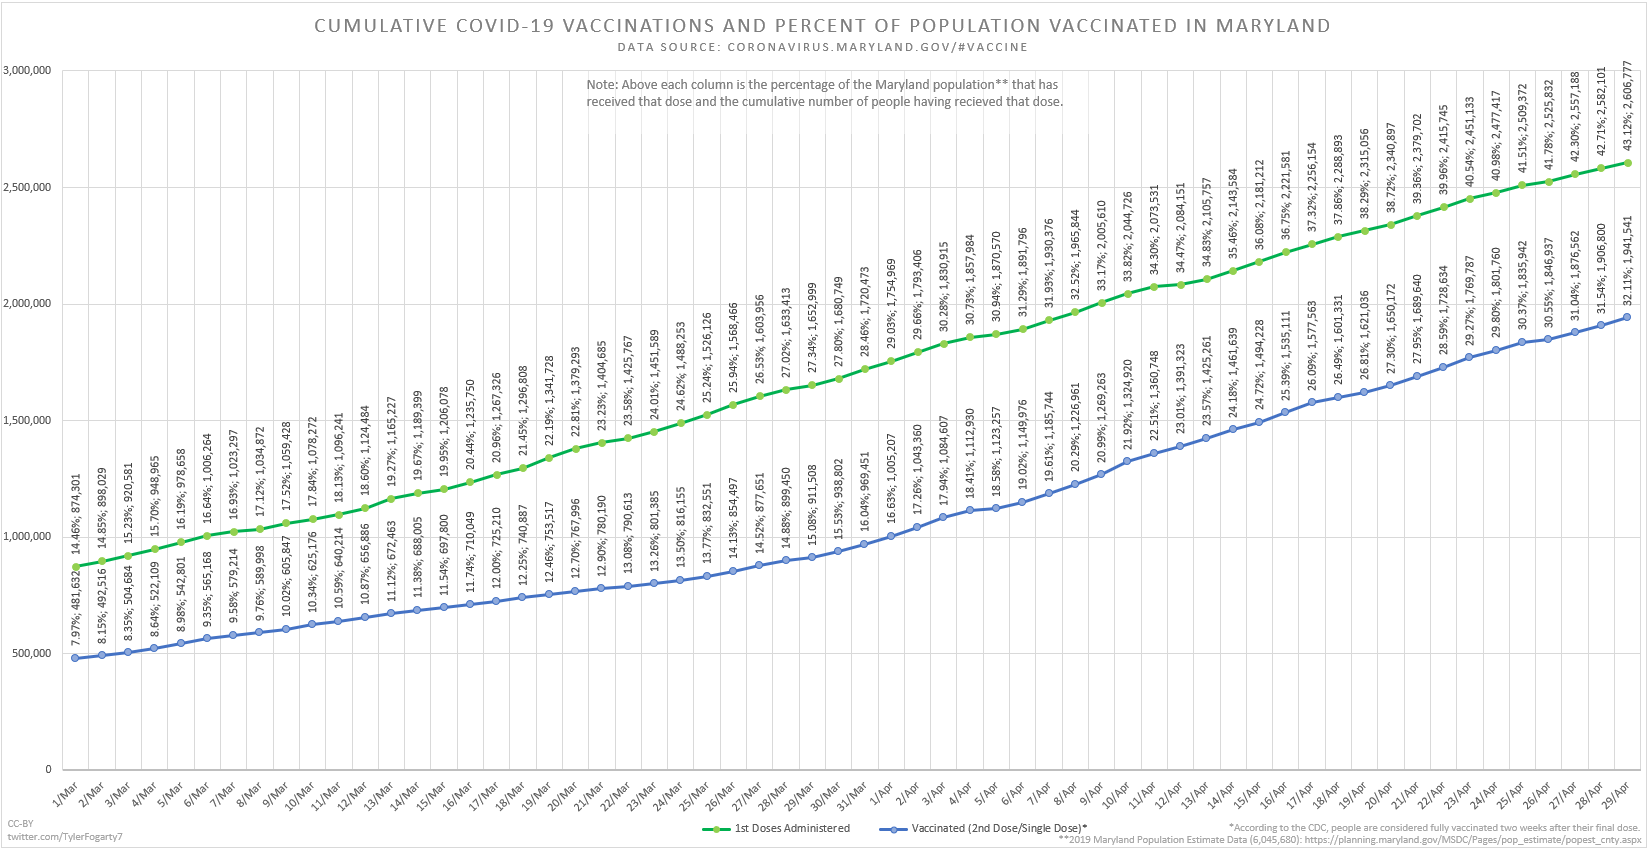 CUMULATIVE COVID-19 VACCINATIONS AND PERCENT OF POPULATION VACCINATED IN MARYLAND
DATA SOURCE: CORONAVIRUS.MARYLAND.GOV/#VACCINE
Note: Above each column is the percentage of the Maryland population** that has
received that dose and the cumulative number of people having recieved that dose.
3,000,000
2,500,000
2,000,000
1,500,000
1,000,000
500,000
0
14.46%; 874,301
14.85%; 898,029
15.23%; 920,581
15.70%; 948,965
16.19%; 978,658
16.64%; 1,006,264
16.93%; 1,023,297
17.12%; 1,034,872
17.52%; 1,059,428
17.84%; 1,078,272
18.13%; 1,096,241
18.60%; 1,124,484
19.27%; 1,165,227
19.67%; 1,189,399
19.95%; 1,206,078
20.44%; 1,235,750
20.96%; 1,267,326
21.45%; 1,296,808
22.19%; 1,341,728
22.81%; 1,379,293
23.23%; 1,404,685
23.58%; 1,425,767
24.01%; 1,451,589
24.62%; 1,488,253
25.24%; 1,526,126
25.94%; 1,568,466
26.53%; 1,603,956
27.02%; 1,633,413
27.34%; 1,652,999
27.80%; 1,680,749
28.46%; 1,720,473
29.03%; 1,754,969
29.66%; 1,793,406
30.28%; 1,830,915
30.73%; 1,857,984
30.94%; 1,870,570
31.29%; 1,891,796
31.93%; 1,930,376
32.52%; 1,965,844
33.17%; 2,005,610
33.82%; 2,044,726
34.30%; 2,073,531
34.47%; 2,084,151
34.83%; 2,105,757
35.46%; 2,143,584
36.08%; 2,181,212
36.75%; 2,221,581
37.32%; 2,256,154
37.86%; 2,288,893
38.29%; 2,315,056
38.72%; 2,340,897
39.36%; 2,379,702
39.96%; 2,415,745
40.54%; 2,451,133
40.98%; 2,477,417
41.51%; 2,509,372
41.78%; 2,525,832
42.30%; 2,557,188
42.71%; 2,582,101
43.12%; 2,606,777
7.97%; 481,632
8.15%; 492,516
8.35%; 504,684
8.64%; 522,109
8.98%; 542,801
9.35%; 565,168
9.58%; 579,214
9.76%; 589,998
10.02%; 605,847
10.34%; 625,176
10.59%; 640,214
10.87%; 656,886
11.12%; 672,463
11.38%; 688,005
11.54%; 697,800
11.74%; 710,049
12.00%; 725,210
12.25%; 740,887
12.46%; 753,517
12.70%; 767,996
12.90%; 780,190
13.08%; 790,613
13.26%; 801,385
13.50%; 816,155
13.77%; 832,551
14.13%; 854,497
14.52%; 877,651
14.88%; 899,450
15.08%; 911,508
15.53%; 938,802
16.04%; 969,451
16.63%; 1,005,207
17.26%; 1,043,360
17.94%; 1,084,607
18.41%; 1,112,930
18.58%; 1,123,257
19.02%; 1,149,976
19.61%; 1,185,744
20.29%; 1,226,961
20.99%; 1,269,263
21.92%; 1,324,920
22.51%; 1,360,748
23.01%; 1,391,323
23.57%; 1,425,261
24.18%; 1,461,639
24.72%; 1,494,228
25.39%; 1,535,111
26.09%; 1,577,563
26.49%; 1,601,331
26.81%; 1,621,036
27.30%; 1,650,172
27.95%; 1,689,640
28.59%; 1,728,634
29.27%; 1,769,787
29.80%; 1,801,760
30.37%; 1,835,942
30.55%; 1,846,937
31.04%; 1,876,562
31.54%; 1,906,800
32.11%; 1,941,541
1/Mar
2/Mar
3/Mar
4/Mar
5/Mar
6/Mar
7/Mar
8/Mar
9/Mar
10/Mar
11/Mar
12/Mar
13/Mar
14/Mar
15/Mar
16/Mar
17/Mar
18/Mar
19/Mar
20/Mar
21/Mar
22/Mar
23/Mar
24/Mar
25/Mar
26/Mar
27/Mar
28/Mar
29/Mar
30/Mar
31/Mar
1/Apr
2/Apr
3/Apr
4/Apr
5/Apr
6/Apr
7/Apr
8/Apr
9/Apr
10/Apr
11/Apr
12/Apr
13/Apr
14/Apr
15/Apr
16/Apr
17/Apr
18/Apr
19/Apr
20/Apr
21/Apr
22/Apr
23/Apr
24/Apr
25/Apr
26/Apr
27/Apr
28/Apr
29/Apr
CC-BY
twitter.com/TylerFogarty7
1st Doses Administered
Vaccinated (2nd Dose/Single Dose)*
*According to the CDC, people are considered fully vaccinated two weeks after their final dose.
**2019 Maryland Population Estimate Data (6,045,680): https://planning.maryland.gov/MSDC/Pages/pop_estimate/popest_cnty.aspx